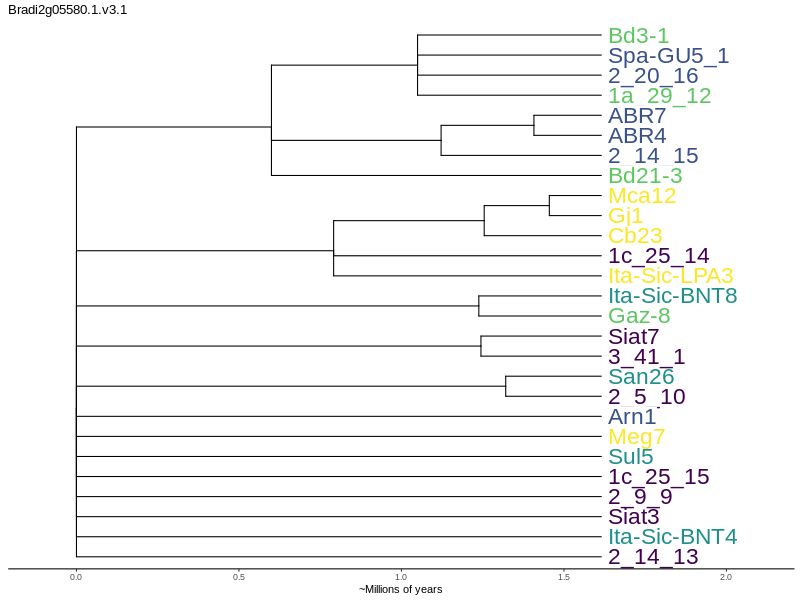 Bradi2g05580.1.v3.1
Bd3-1
Spa-GU5_1
2_20_16
1a_29_12
ABR7
ABR4
2_14_15
Bd21-3
Mca12
Gj1
Cb23
1c_25_14
Ita-Sic-LPA3
Ita-Sic-BNT8
Gaz-8
Siat7
3_41_1
San26
2_5_10
Arn1
Meg7
Sul5
1c_25_15
2_9_9
Siat3
Ita-Sic-BNT4
2_14_13
0.0 0.5 1.0 1.5 2.0
~Millions of years